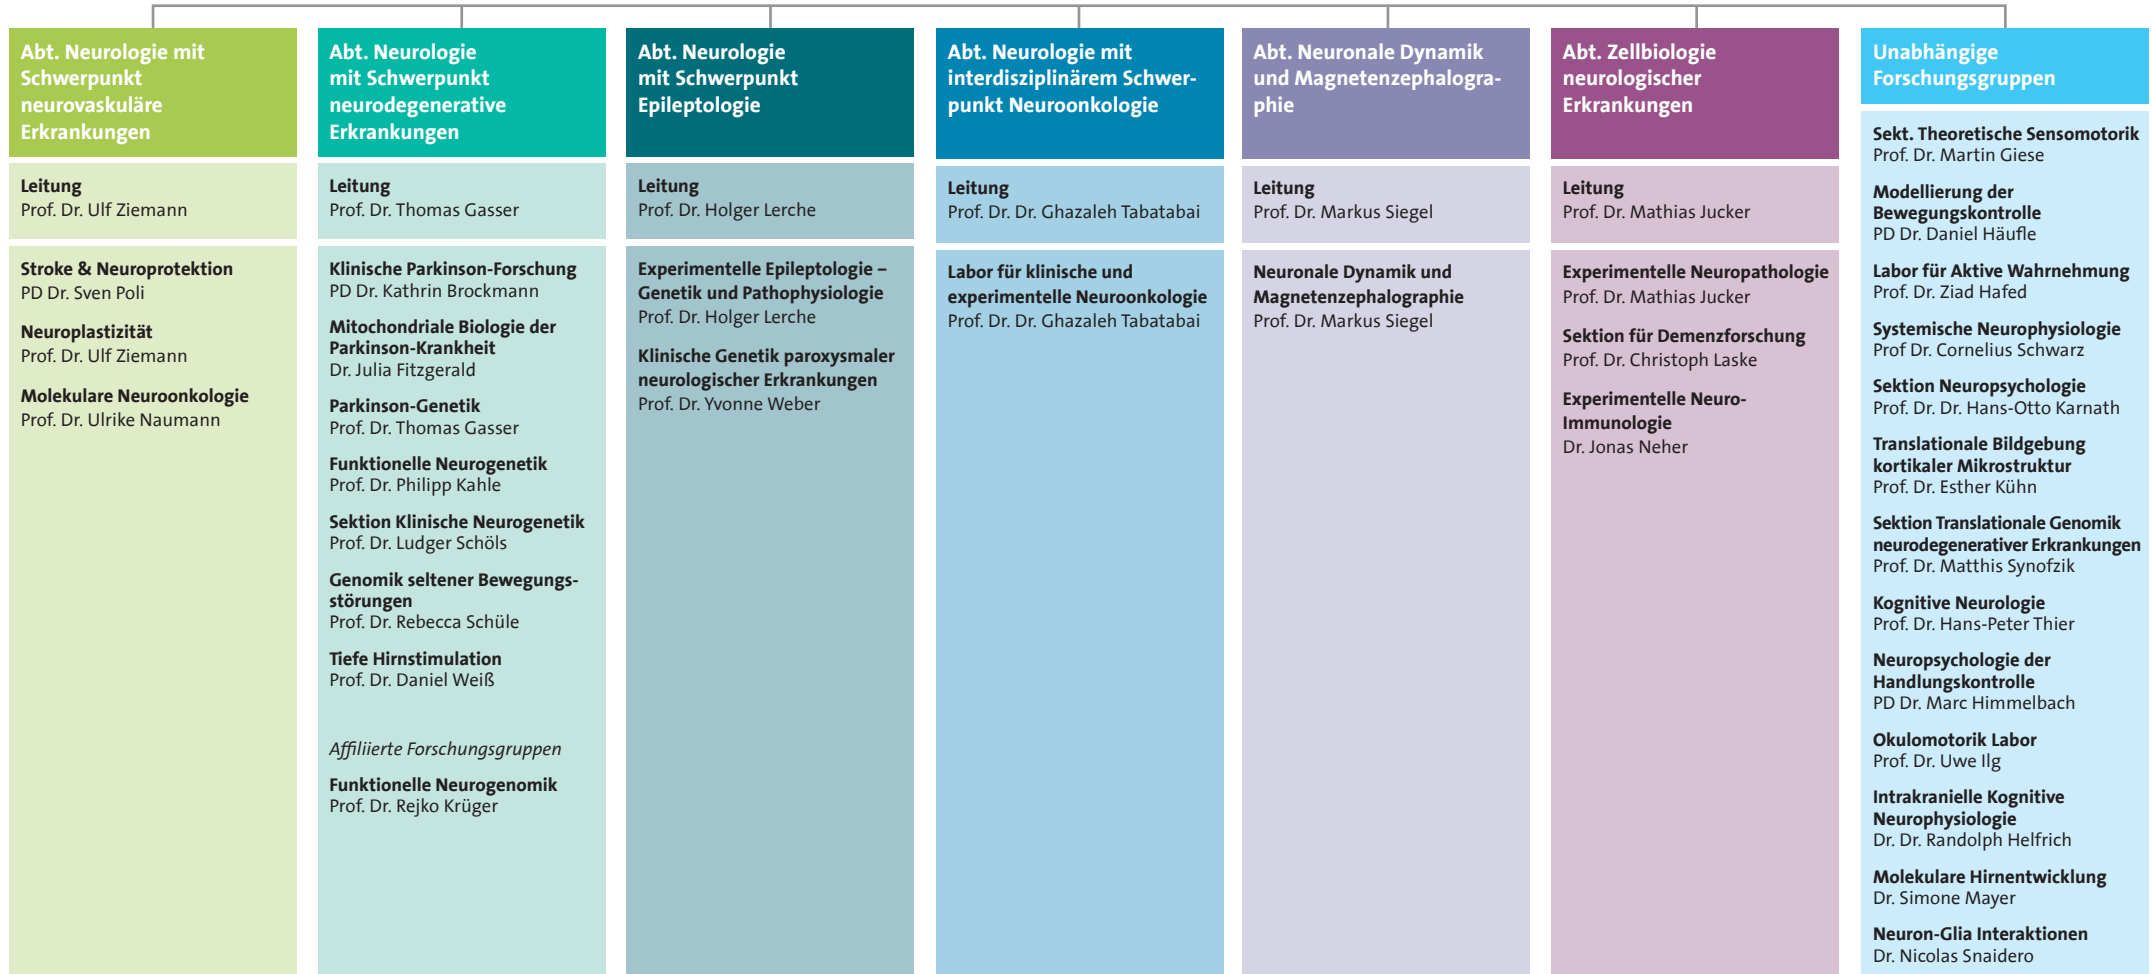 Abt. Neurologie mit
Schwerpunkt
neurovaskuläre
Erkrankungen
Leitung
Prof. Dr. Ulf Ziemann
Stroke & Neuroprotektion
PD Dr. Sven Poli
Neuroplastizität
Prof. Dr. Ulf Ziemann
Molekulare Neuroonkologie
Prof. Dr. Ulrike Naumann
Abt. Neurologie
mit Schwerpunkt
neurodegenerative
Erkrankungen
Leitung
Prof. Dr. Thomas Gasser
Klinische Parkinson-Forschung
PD Dr. Kathrin Brockmann
Mitochondriale Biologie der
Parkinson-Krankheit
Dr. Julia Fitzgerald
Parkinson-Genetik
Prof. Dr. Thomas Gasser
Funktionelle Neurogenetik
Prof. Dr. Philipp Kahle
Sektion Klinische Neurogenetik
Prof. Dr. Ludger Schöls
Genomik seltener Bewegungs-
störungen
Prof. Dr. Rebecca Schüle
Tiefe Hirnstimulation
Prof. Dr. Daniel Weiß
Affiliierte Forschungsgruppen
Funktionelle Neurogenomik
Prof. Dr. Rejko Krüger
Abt. Neurologie
mit Schwerpunkt
Epileptologie
Leitung
Prof. Dr. Holger Lerche
Experimentelle Epileptologie –
Genetik und Pathophysiologie
Prof. Dr. Holger Lerche
Klinische Genetik paroxysmaler
neurologischer Erkrankungen
Prof. Dr. Yvonne Weber
Abt. Neurologie mit
interdisziplinärem Schwer-
punkt Neuroonkologie
Leitung
Prof. Dr. Dr. Ghazaleh Tabatabai
Labor für klinische und
experimentelle Neuroonkologie
Prof. Dr. Dr. Ghazaleh Tabatabai
Abt. Neuronale Dynamik
und Magnetenzephalogra-
phie
Leitung
Prof. Dr. Markus Siegel
Neuronale Dynamik und
Magnetenzephalographie
Prof. Dr. Markus Siegel
Abt. Zellbiologie
neurologischer
Erkrankungen
Leitung
Prof. Dr. Mathias Jucker
Experimentelle Neuropathologie
Prof. Dr. Mathias Jucker
Sektion für Demenzforschung
Prof. Dr. Christoph Laske
Experimentelle Neuro-
Immunologie
Dr. Jonas Neher
Unabhängige
Forschungsgruppen
Sekt. Theoretische Sensomotorik
Prof. Dr. Martin Giese
Modellierung der
Bewegungskontrolle
PD Dr. Daniel Häufle
Labor für Aktive Wahrnehmung
Prof. Dr. Ziad Hafed
Systemische Neurophysiologie
Prof Dr. Cornelius Schwarz
Sektion Neuropsychologie
Prof. Dr. Dr. Hans-Otto Karnath
Translationale Bildgebung
kortikaler Mikrostruktur
Prof. Dr. Esther Kühn
Sektion Translationale Genomik
neurodegenerativer Erkrankungen
Prof. Dr. Matthis Synofzik
Kognitive Neurologie
Prof. Dr. Hans-Peter Thier
Neuropsychologie der
Handlungskontrolle
PD Dr. Marc Himmelbach
Okulomotorik Labor
Prof. Dr. Uwe Ilg
Intrakranielle Kognitive
Neurophysiologie
Dr. Dr. Randolph Helfrich
Molekulare Hirnentwicklung
Dr. Simone Mayer
Neuron-Glia Interaktionen
Dr. Nicolas Snaidero